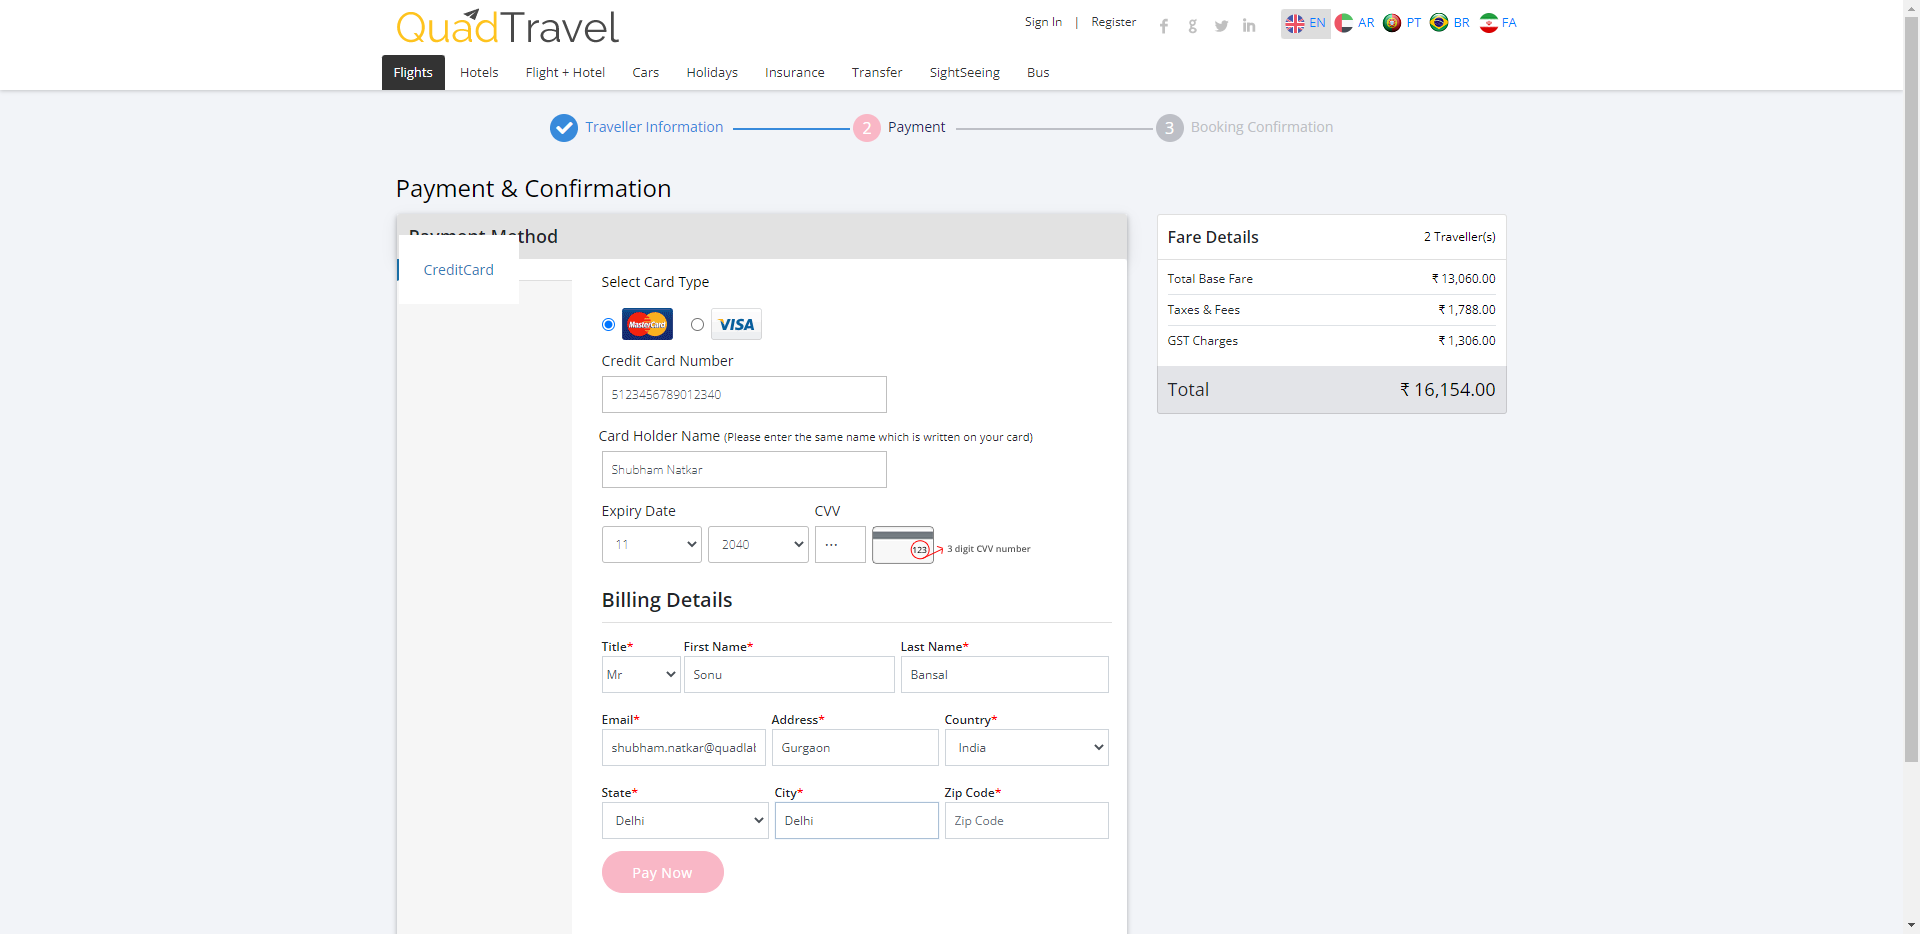 QuadTravel
Sign In | Register
EN AR PT BR FA
Flights Hotels Flight + Hotel Cars Holidays Insurance Transfer SightSeeing Bus
Traveller Information 2 Payment 3 Booking Confirmation
Payment & Confirmation
Payment Method
CreditCard
Select Card Type
MasterCard VISA
Credit Card Number
5123456789012340
Card Holder Name (Please enter the same name which is written on your card)
Shubham Natkar
Expiry Date CVV
11 2040 ··· 123 3 digit CVV number
Billing Details
Title* First Name* Last Name*
Mr Sonu Bansal
Email* Address* Country*
shubham.natkar@quadlal Gurgaon India
State* City* Zip Code*
Delhi Delhi Zip Code
Pay Now
Fare Details 2 Traveller(s)
Total Base Fare ₹ 13,060.00
Taxes & Fees ₹ 1,788.00
GST Charges ₹ 1,306.00
Total ₹ 16,154.00